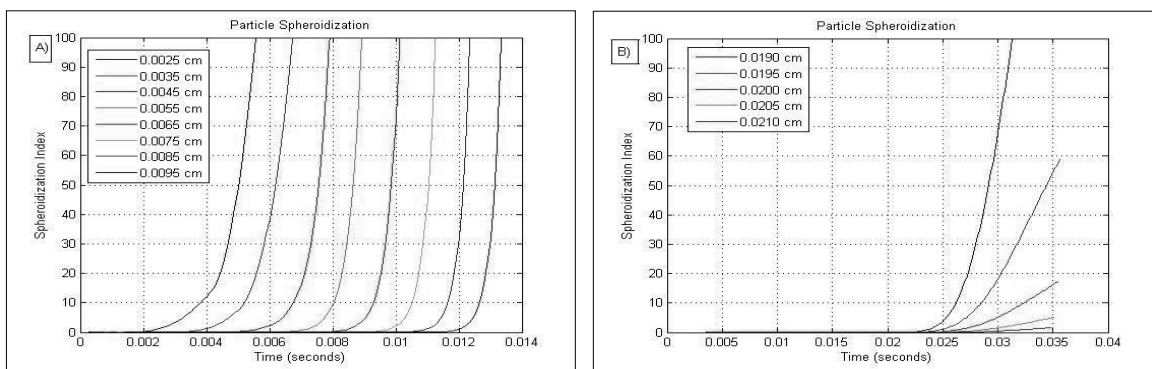 Particle Spheroidization
A)
100
90
80
70
60
50
40
30
20
10
0
Spheroidization Index
0.0025 cm
0.0035 cm
0.0045 cm
0.0055 cm
0.0065 cm
0.0075 cm
0.0085 cm
0.0095 cm
0 0.002 0.004 0.006 0.008 0.01 0.012 0.014
Time (seconds)
Particle Spheroidization
B)
100
90
80
70
60
50
40
30
20
10
0
Spheroidization Index
0.0190 cm
0.0195 cm
0.0200 cm
0.0205 cm
0.0210 cm
0 0.005 0.01 0.015 0.02 0.025 0.03 0.035 0.04
Time (seconds)